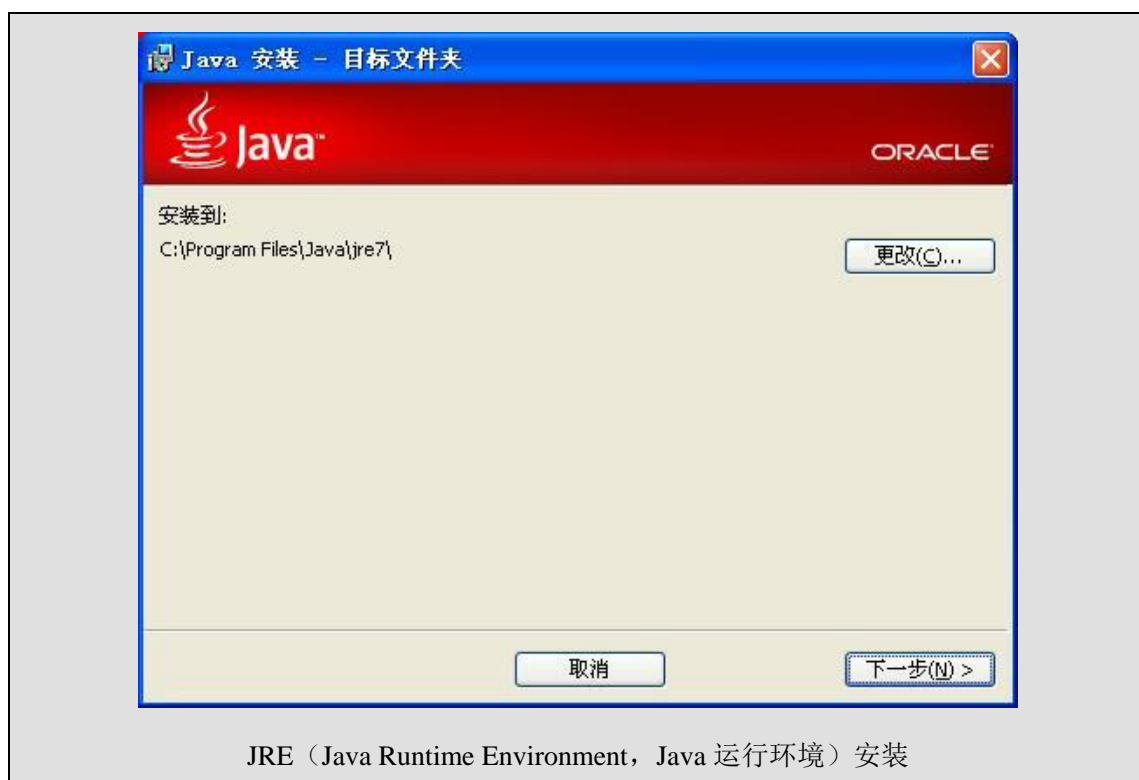 Java 安装 - 目标文件夹
Java™
ORACLE
安装到:
C:\Program Files\Java\jre7\
更改(C)...
取消
下一步(N) >
JRE（Java Runtime Environment，Java 运行环境）安装